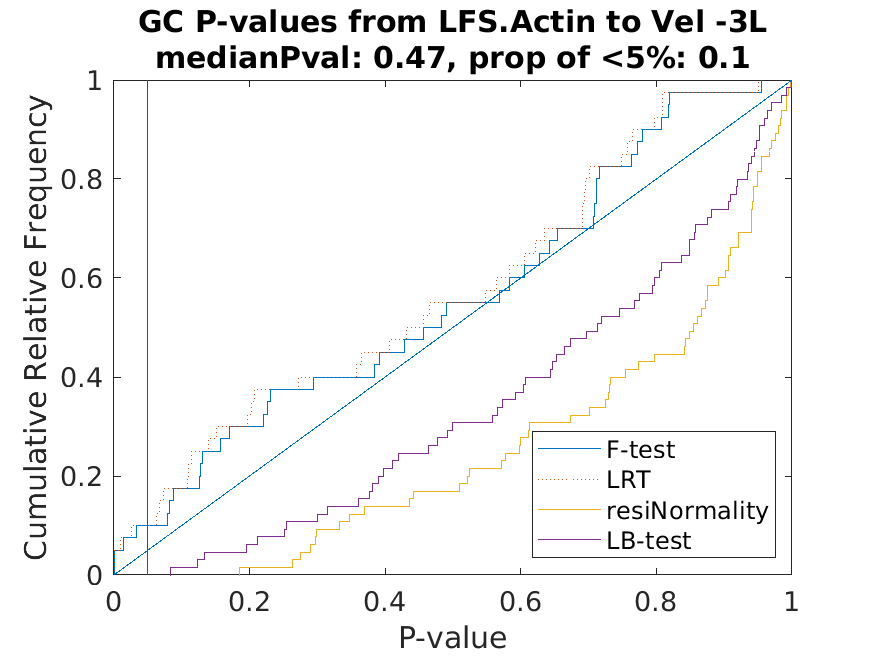 GC P-values from LFS.Actin to Vel -3L
medianPval: 0.47, prop of <5%: 0.1
Cumulative Relative Frequency
1
0.8
0.6
0.4
0.2
0
F-test
LRT
resiNormality
LB-test
0 0.2 0.4 0.6 0.8 1
P-value